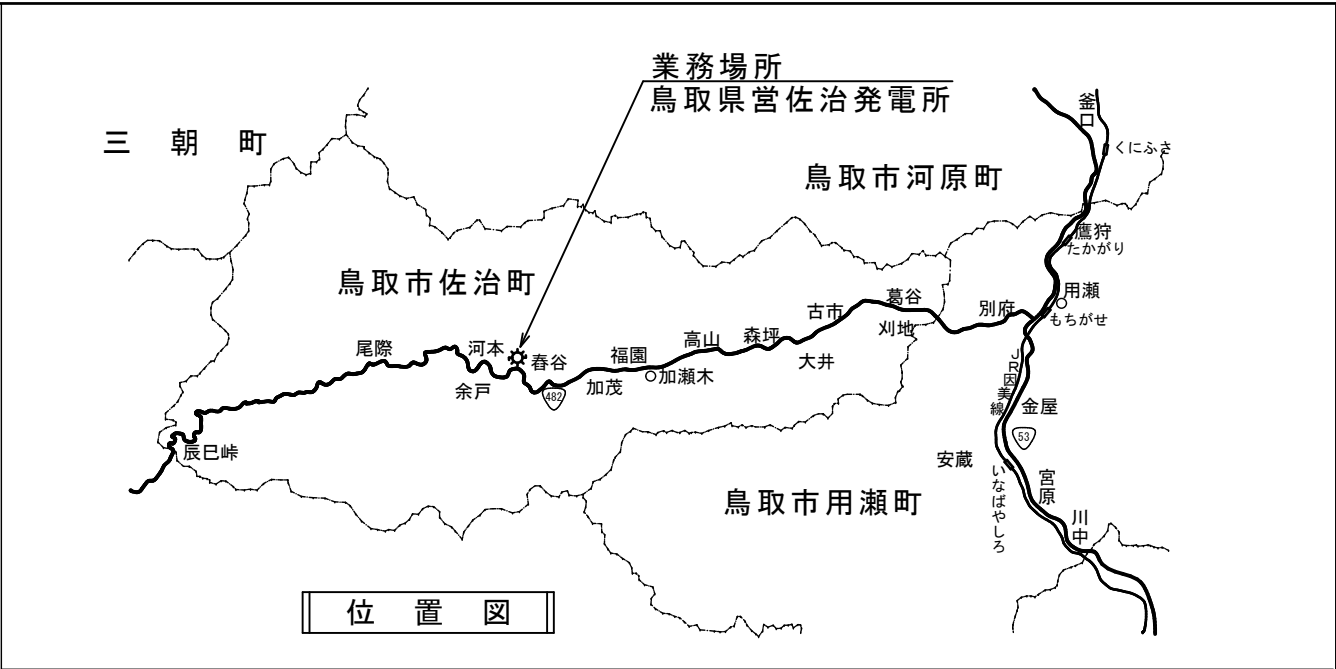 業務場所
鳥取県営佐治発電所
三朝町
釜口
くにふさ
鳥取市河原町
鷹狩
たかがり
鳥取市佐治町
用瀬
もちがせ
別府
葛谷
古市
刈地
森坪
高山
大井
福園
加瀬木
加茂
舂谷
482
河本
余戸
尾際
辰巳峠
JR因美線
金屋
53
安蔵
いなばやしろ
宮原
川中
鳥取市用瀬町
位置図